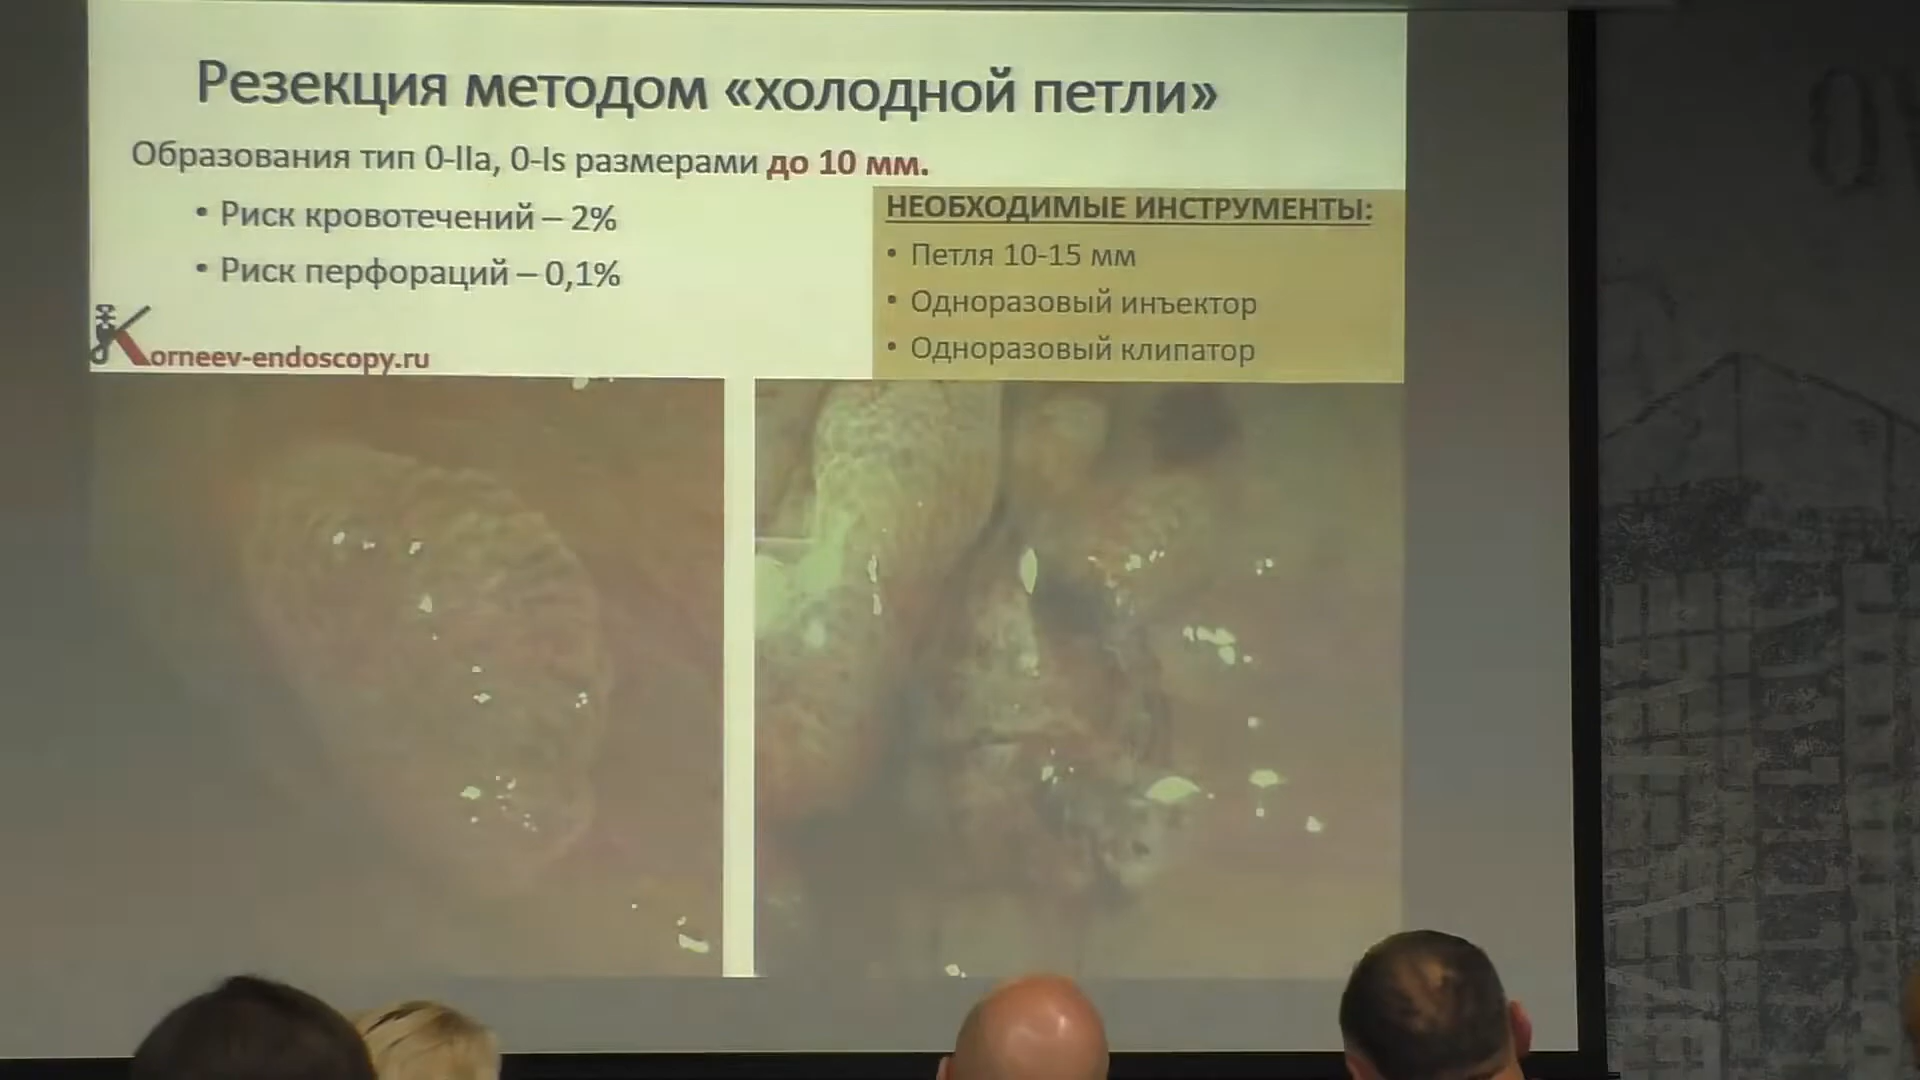 Резекция методом «холодной петли»
Образования тип 0-IIa, 0-Is размерами до 10 мм.
• Риск кровотечений – 2%
• Риск перфораций – 0,1%
Korneev-endoscopy.ru
НЕОБХОДИМЫЕ ИНСТРУМЕНТЫ:
• Петля 10-15 мм
• Одноразовый инъектор
• Одноразовый клипатор